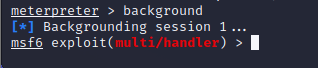 meterpreter > background
[*] Backgrounding session 1...
msf6 exploit(multi/handler) >